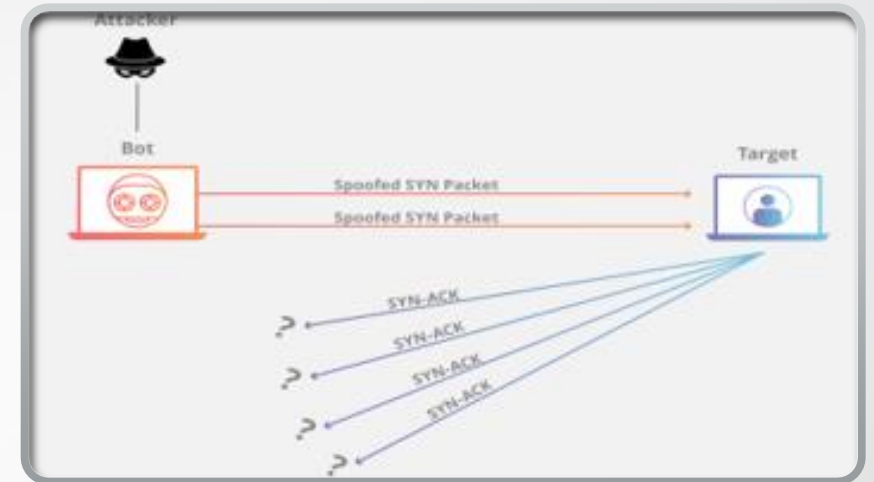 Attacker
Bot
Target
Spoofed SYN Packet
Spoofed SYN Packet
SYN-ACK
?
SYN-ACK
?
SYN-ACK
?
SYN-ACK
?